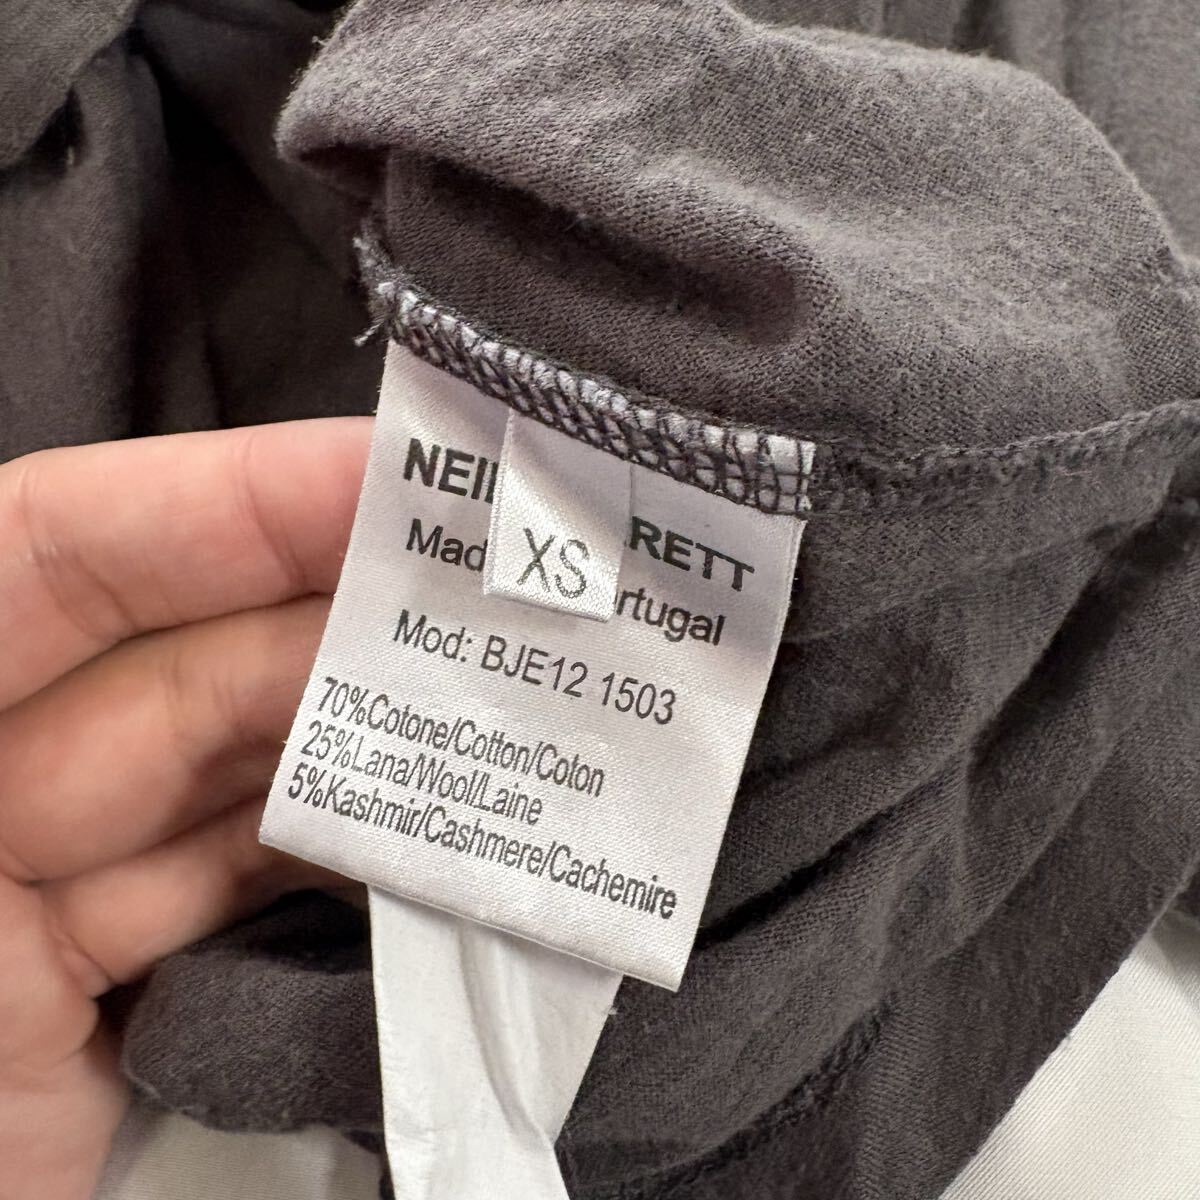 NEI RETT
XS
Mad rtugal
Mod: BJE12 1503
70%Cotone/Cotton/Coton
25%Lana/Wool/Laine
5%Kashmir/Cashmere/Cachemire